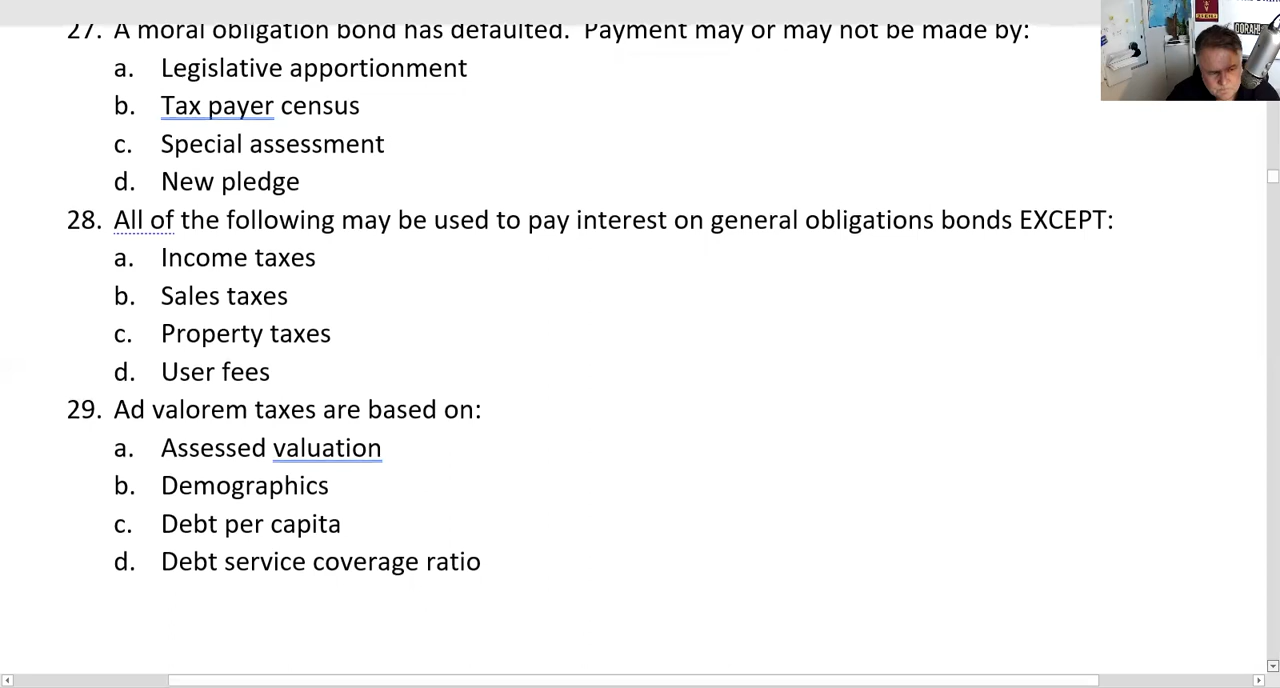 27. A moral obligation bond has defaulted. Payment may or may not be made by:
a. Legislative apportionment
b. Tax payer census
c. Special assessment
d. New pledge
28. All of the following may be used to pay interest on general obligations bonds EXCEPT:
a. Income taxes
b. Sales taxes
c. Property taxes
d. User fees
29. Ad valorem taxes are based on:
a. Assessed valuation
b. Demographics
c. Debt per capita
d. Debt service coverage ratio